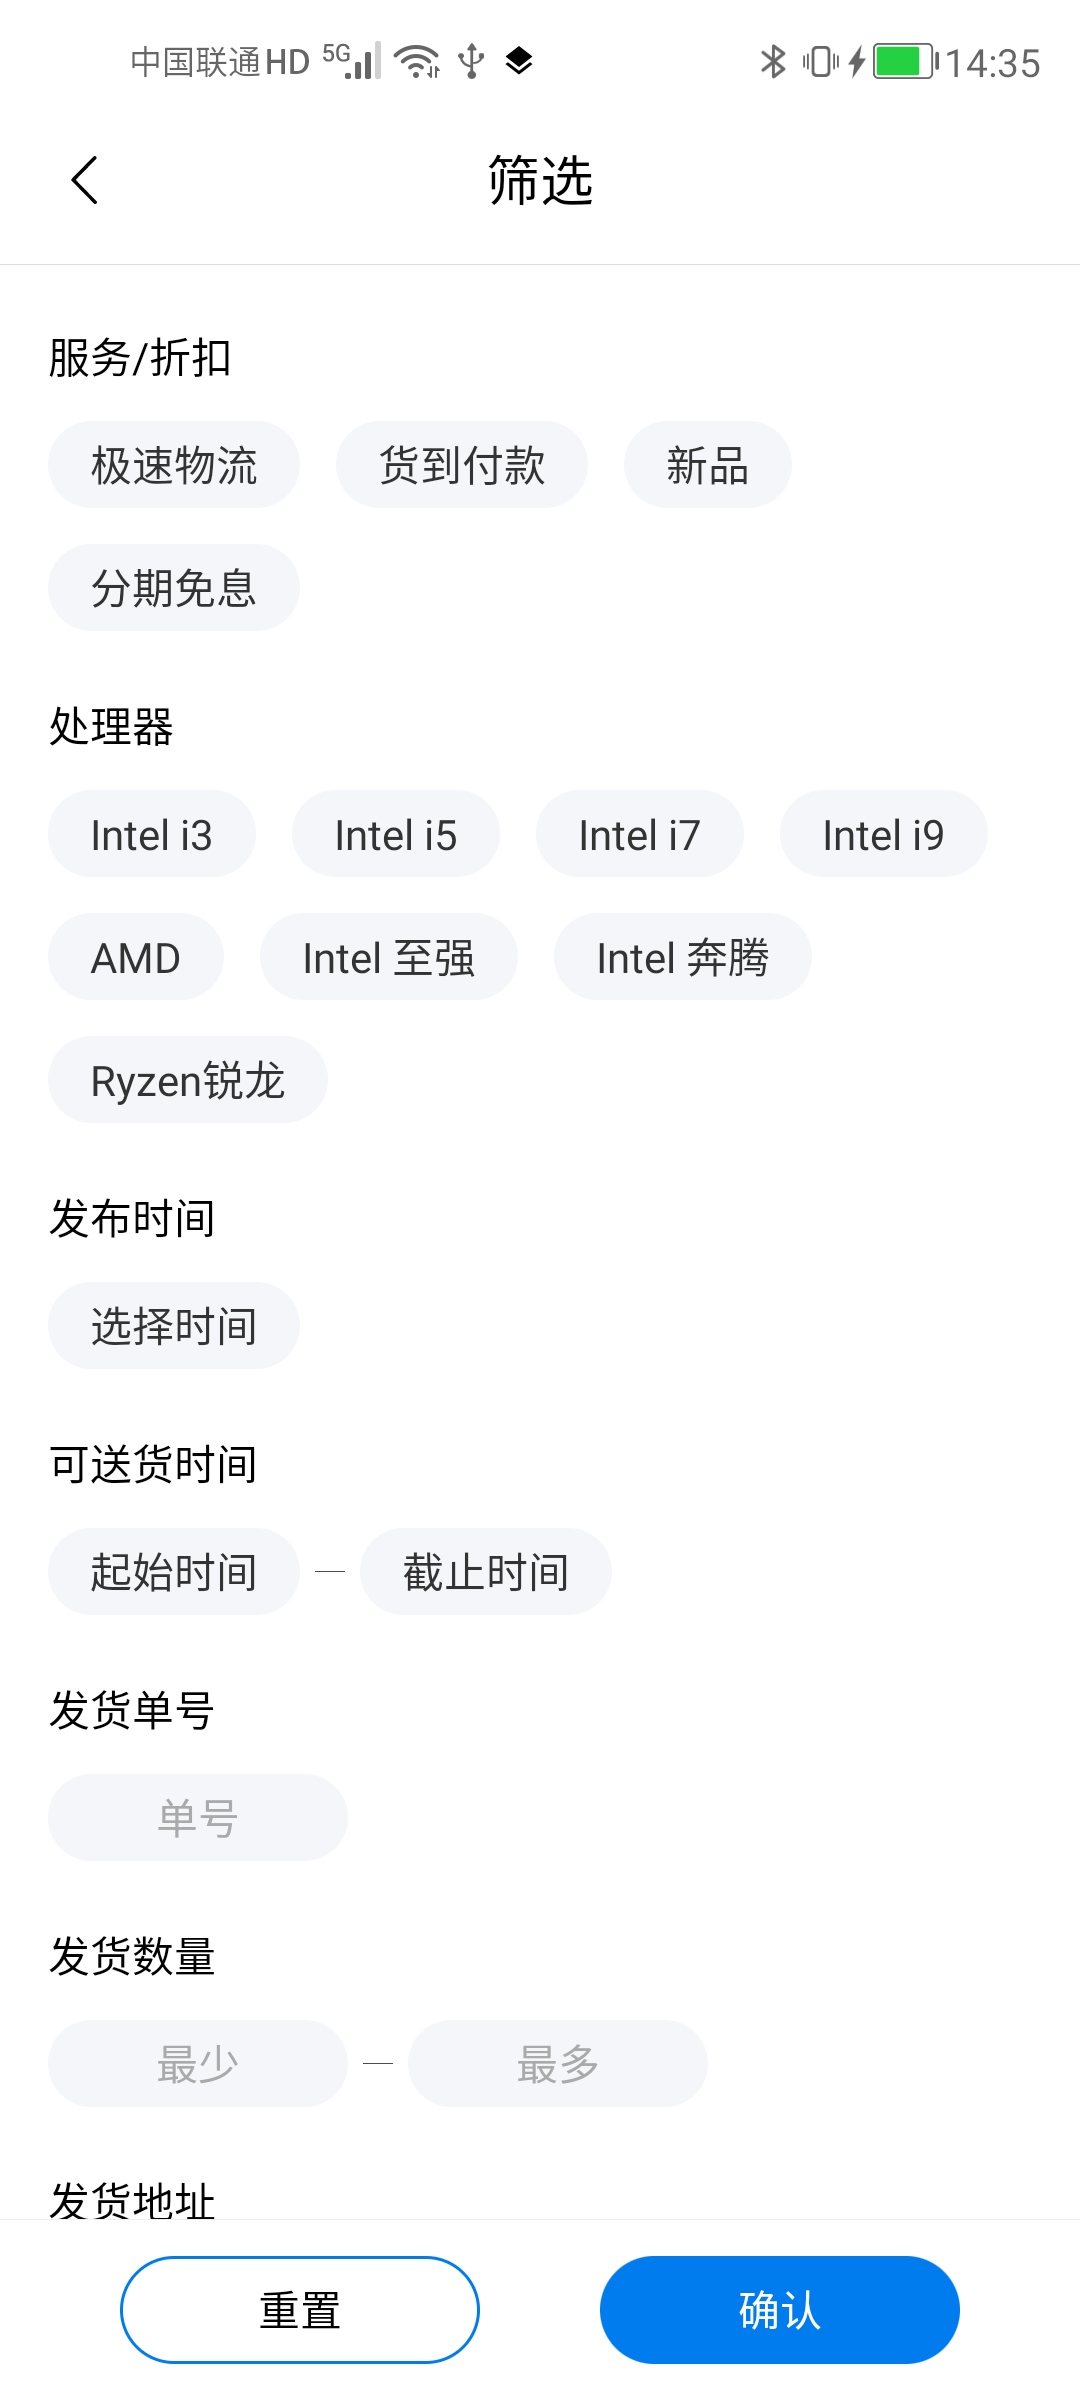 中国联通HD 5G 14:35
筛选
服务/折扣
极速物流 货到付款 新品
分期免息
处理器
Intel i3 Intel i5 Intel i7 Intel i9
AMD Intel 至强 Intel 奔腾
Ryzen锐龙
发布时间
选择时间
可送货时间
起始时间 — 截止时间
发货单号
单号
发货数量
最少 — 最多
发货地址
重置 确认